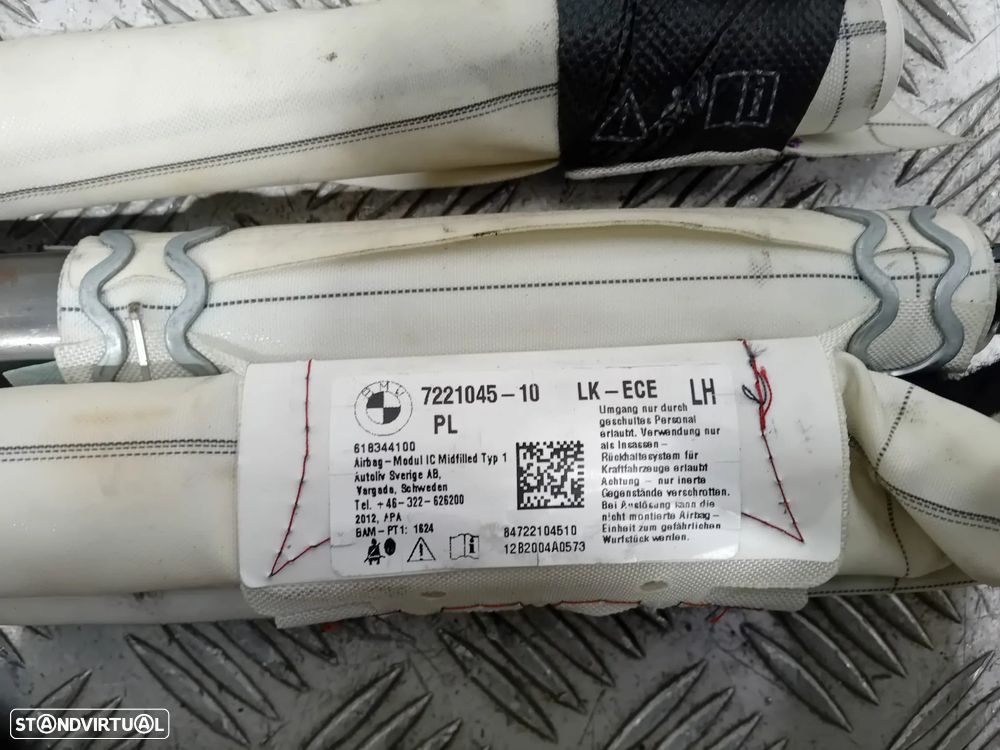 BMW
7221045-10
PL
LK-ECE
LH
618344100
Airbag-Modul IC Midfilled Typ 1
Autoliv Sverige AB,
Vargada, Schweden
Tel. +46-322-626200
2012, APA
BAM-PT1: 1624
84722104510
12B2004A0573
Umgang nur durch
geschultes Personal
erlaubt. Verwendung nur
als Insassen-
Rückhaltesystem für
Kraftfahrzeuge erlaubt
Achtung - nur inerte
Gegenstände verschrotten.
Bei Auslösung kann die
nicht montierte Airbag-
Einheit zum gefährlichen
Wurfstück werden.
STANDVIRTUAL